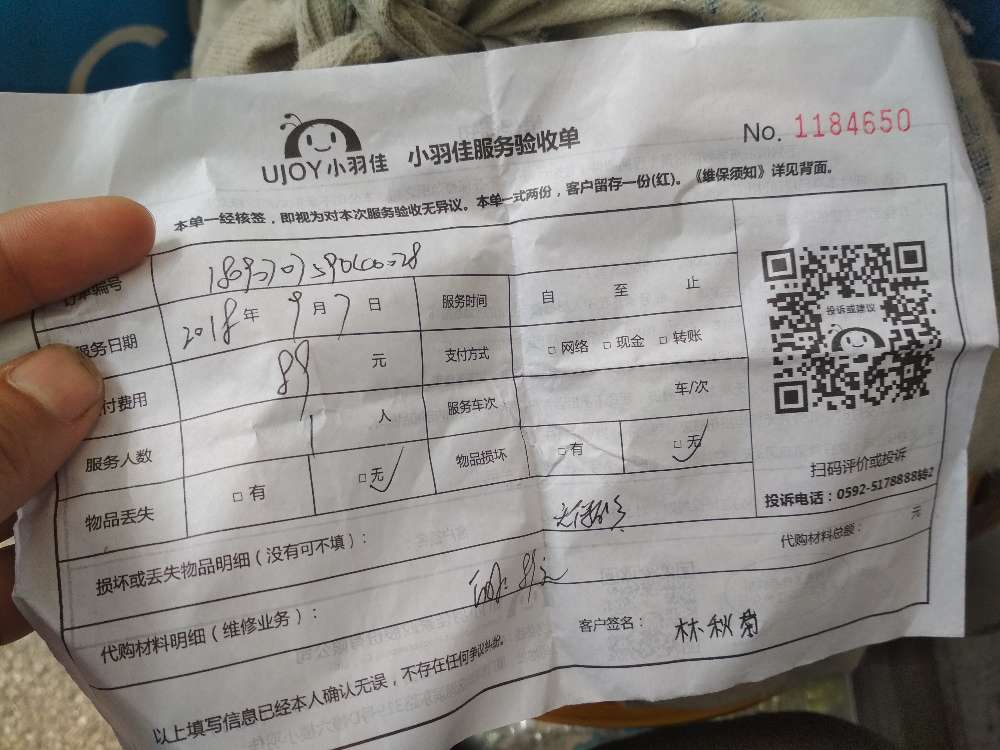 UJOY小羽佳 小羽佳服务验收单 No. 1184650
本单一经核签，即视为对本次服务验收无异议。本单一式两份，客户留存一份(红)。《维保须知》详见背面。
编号
服务日期 2018 年 9 月 7 日 服务时间 自 至 止
付费用 89 元 支付方式 □ 网络 □ 现金 □ 转账
服务人数 1 人 服务车次 车/次
物品丢失 □ 有 □ 无 ✓ 物品损坏 □ 有 □ 无 ✓
投诉或建议
扫码评价或投诉
投诉电话：0592-5178888转2
损坏或丢失物品明细（没有可不填）：
代购材料明细（维修业务）： 代购材料总额： 元
以上填写信息已经本人确认无误，不存在任何争议纠纷。 客户签名： 林秋菊